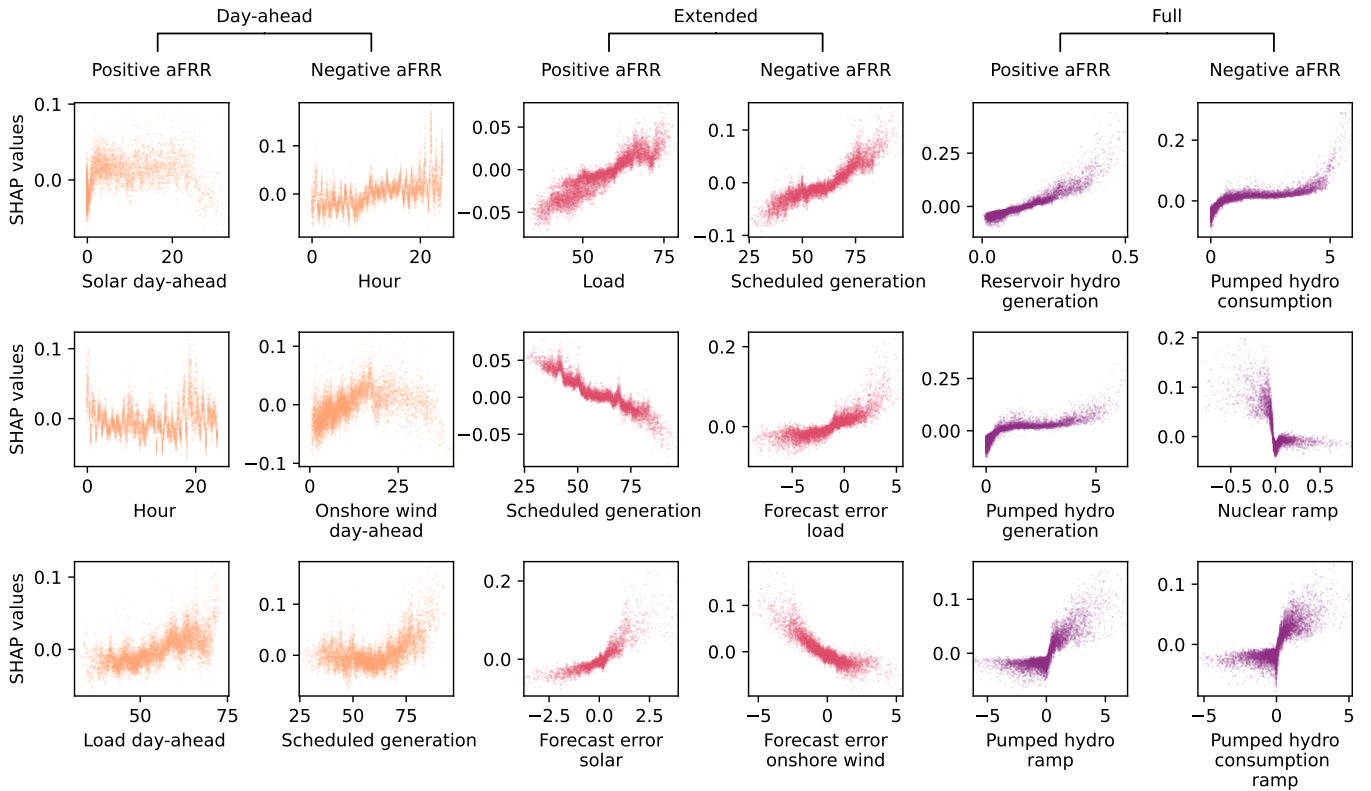 Day-ahead Extended Full
Positive aFRR Negative aFRR Positive aFRR Negative aFRR Positive aFRR Negative aFRR
SHAP values
0.1
0.0
0 20
Solar day-ahead
0.1
0.0
0 20
Hour
0.05
0.00
−0.05
50 75
Load
0.1
0.0
−0.1
25 50 75
Scheduled generation
0.25
0.00
0.0 0.5
Reservoir hydro
generation
0.2
0.0
0 5
Pumped hydro
consumption
SHAP values
0.1
0.0
0 20
Hour
0.1
0.0
−0.1
0 25
Onshore wind
day-ahead
0.05
0.00
−0.05
25 50 75
Scheduled generation
0.2
0.0
−5 0 5
Forecast error
load
0.25
0.00
0 5
Pumped hydro
generation
0.2
0.1
0.0
−0.5 0.0 0.5
Nuclear ramp
SHAP values
0.1
0.0
50 75
Load day-ahead
0.1
0.0
25 50 75
Scheduled generation
0.2
0.0
−2.5 0.0 2.5
Forecast error
solar
0.1
0.0
−5 0 5
Forecast error
onshore wind
0.1
0.0
−5 0 5
Pumped hydro
ramp
0.1
0.0
−5 0 5
Pumped hydro
consumption
ramp